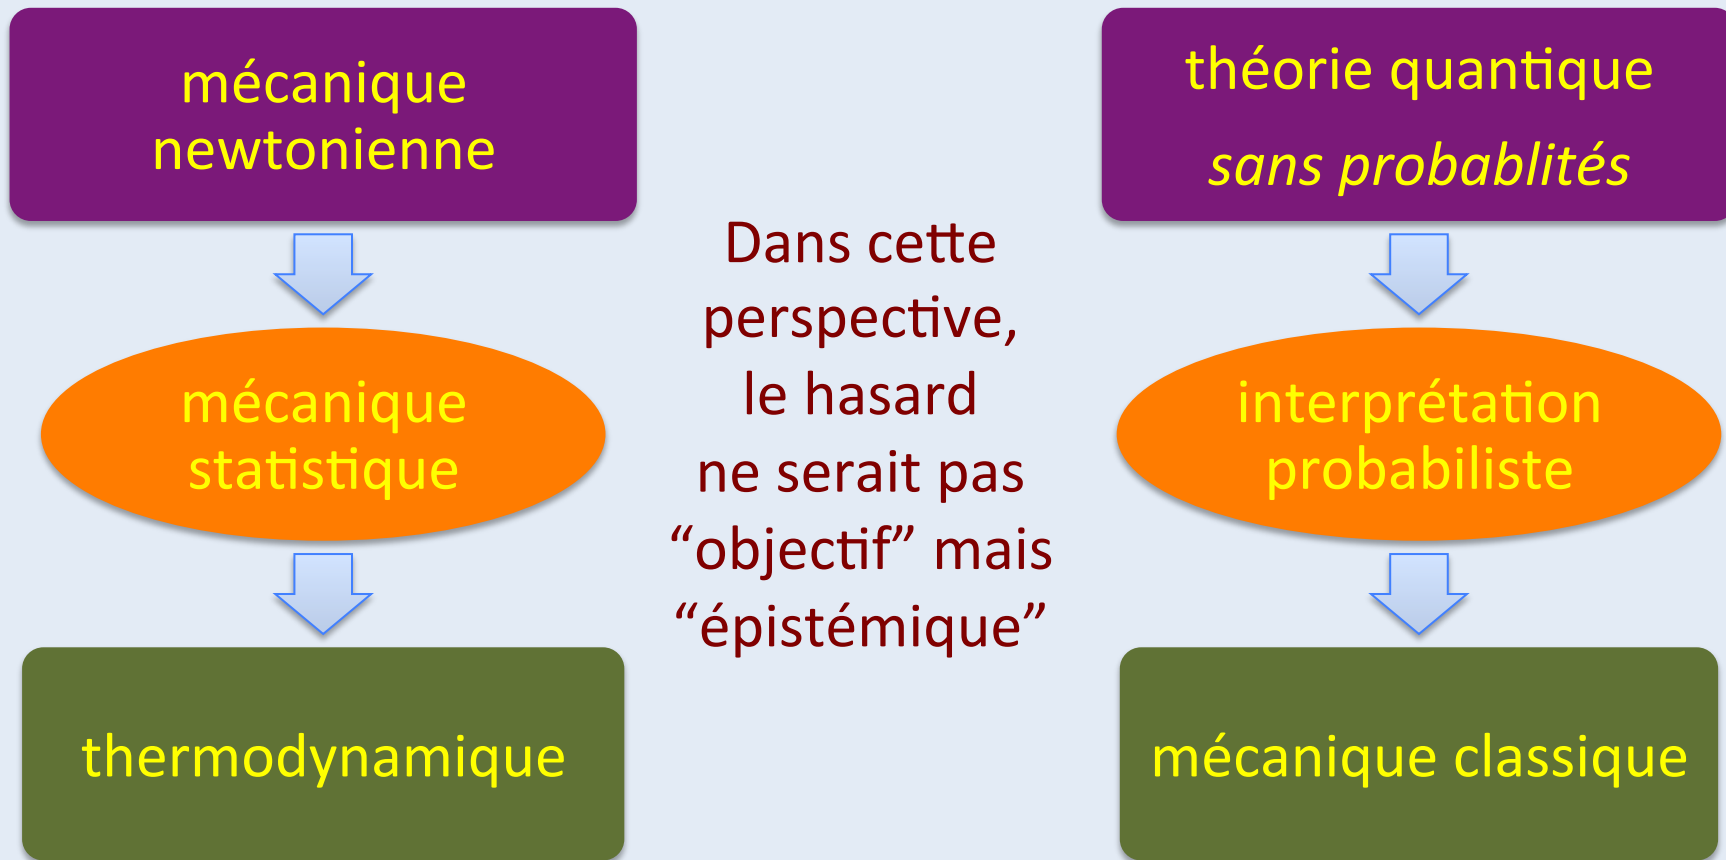 mécanique
newtonienne
mécanique
statistique
thermodynamique
Dans cette
perspective,
le hasard
ne serait pas
“objectif” mais
“épistémique”
théorie quantique
sans probablités
interprétation
probabiliste
mécanique classique